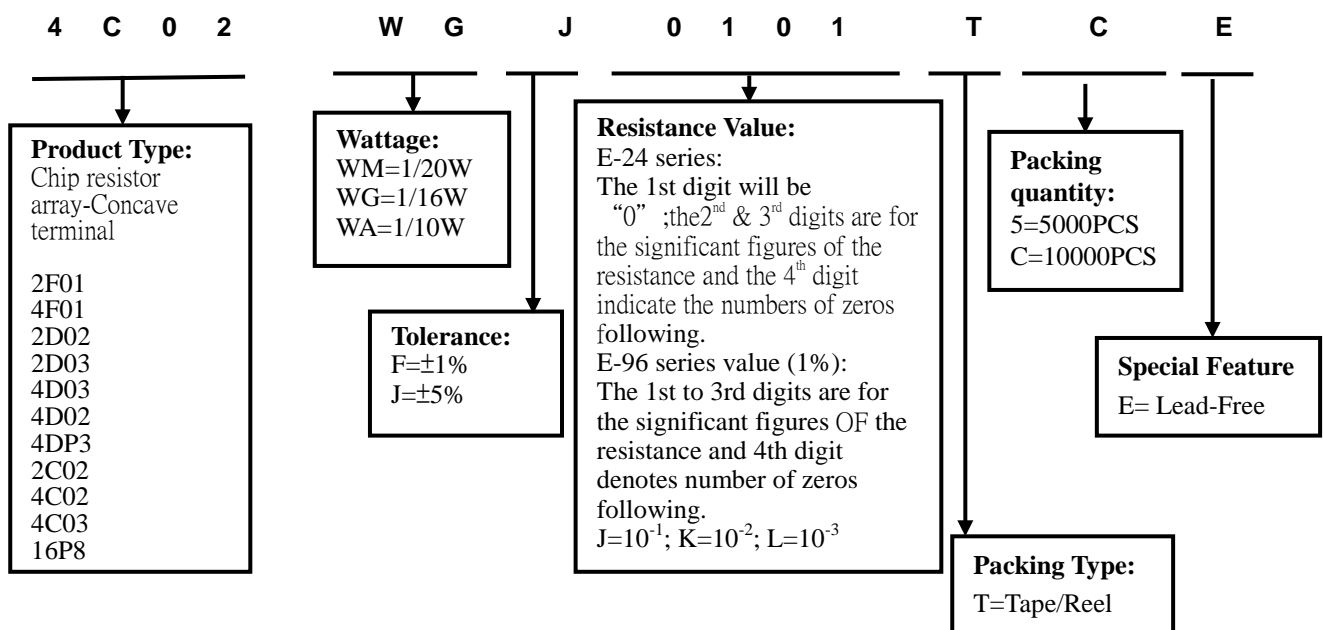 4 C 0 2 W G J 0 1 0 1 T C E
Product Type:
Chip resistor
array-Concave
terminal
2F01
4F01
2D02
2D03
4D03
4D02
4DP3
2C02
4C02
4C03
16P8
Wattage:
WM=1/20W
WG=1/16W
WA=1/10W
Tolerance:
F=±1%
J=±5%
Resistance Value:
E-24 series:
The 1st digit will be
“0” ;the2nd & 3rd digits are for
the significant figures of the
resistance and the 4th digit
indicate the numbers of zeros
following.
E-96 series value (1%):
The 1st to 3rd digits are for
the significant figures OF the
resistance and 4th digit
denotes number of zeros
following.
J=10-1; K=10-2; L=10-3
Packing
quantity:
5=5000PCS
C=10000PCS
Special Feature
E= Lead-Free
Packing Type:
T=Tape/Reel